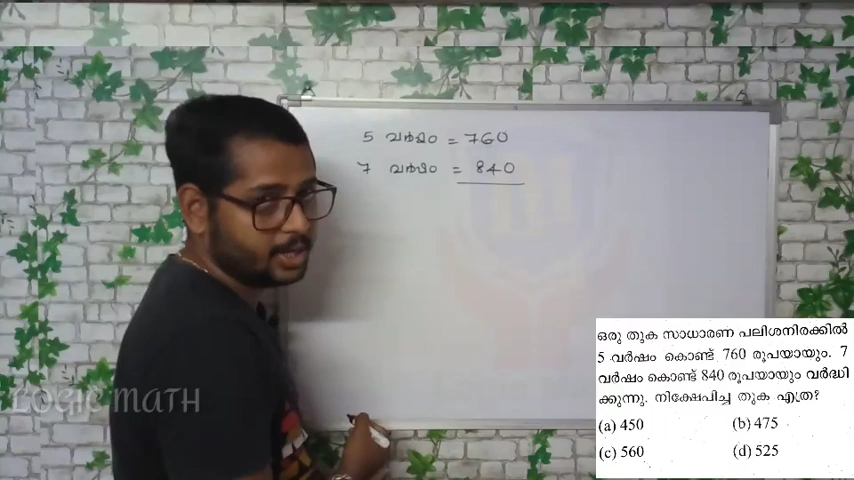 5 വർഷം = 760
7 വർഷം = 840
ഒരു തുക സാധാരണ പലിശനിരക്കിൽ
5 വർഷം കൊണ്ട് 760 രൂപയായും. 7
വർഷം കൊണ്ട് 840 രൂപയായും വർദ്ധി
ക്കുന്നു. നിക്ഷേപിച്ച തുക എത്ര?
(a) 450 (b) 475
(c) 560 (d) 525
LOGIC MATH